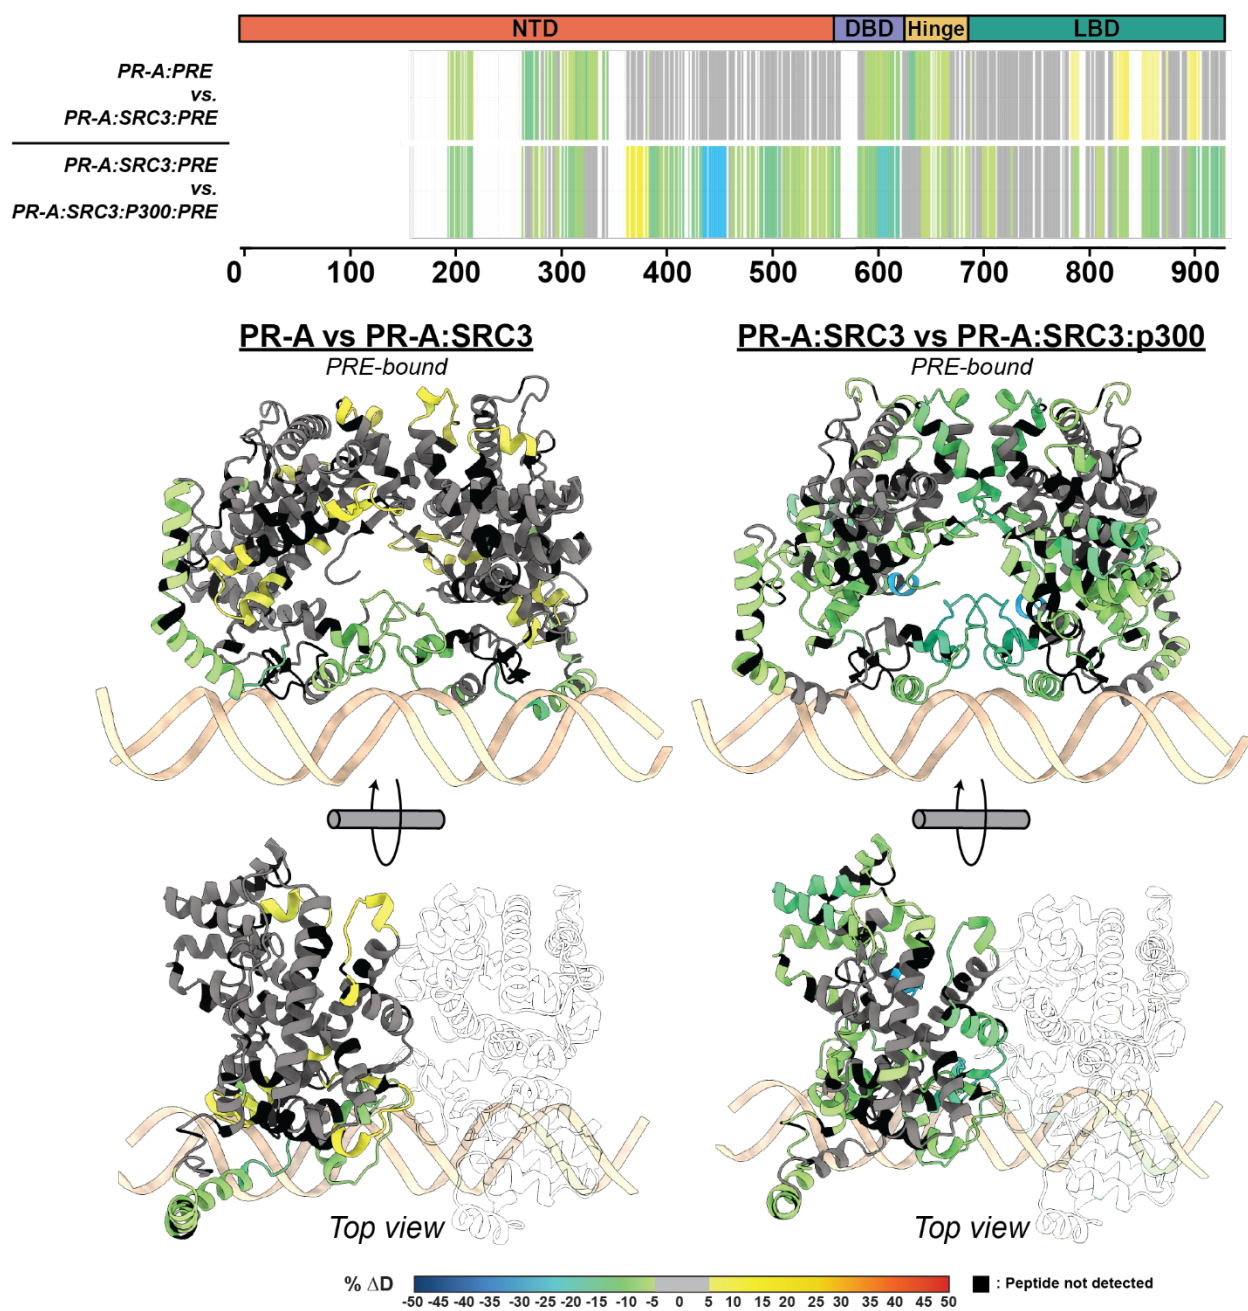 NTD DBD Hinge LBD
PR-A:PRE
vs.
PR-A:SRC3:PRE
PR-A:SRC3:PRE
vs.
PR-A:SRC3:P300:PRE
0 100 200 300 400 500 600 700 800 900
PR-A vs PR-A:SRC3
PRE-bound
PR-A:SRC3 vs PR-A:SRC3:p300
PRE-bound
Top view
Top view
% ΔD
-50 -45 -40 -35 -30 -25 -20 -15 -10 -5 0 5 10 15 20 25 30 35 40 45 50
: Peptide not detected